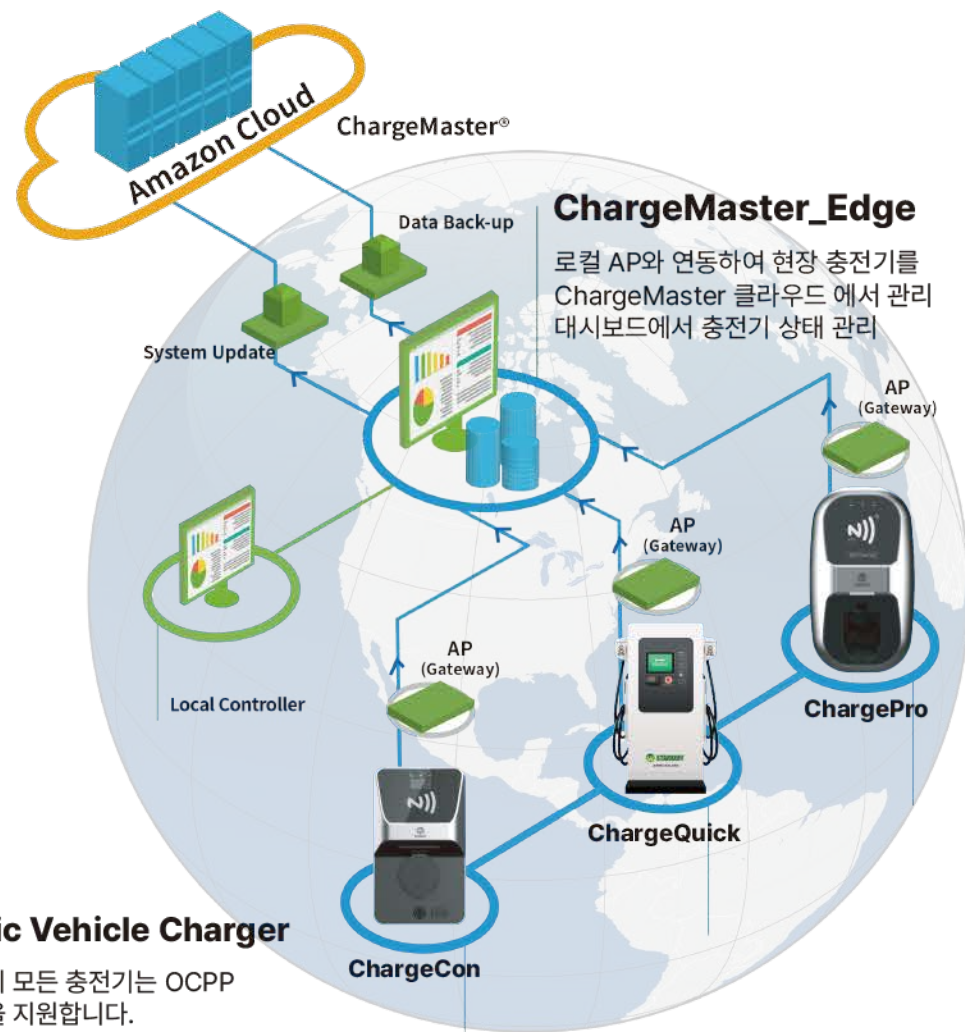 Amazon Cloud
ChargeMaster®
Data Back-up
System Update
ChargeMaster_Edge
로컬 AP와 연동하여 현장 충전기를
ChargeMaster 클라우드 에서 관리
대시보드에서 충전기 상태 관리
AP
(Gateway)
AP
(Gateway)
AP
(Gateway)
Local Controller
ChargePro
ChargeQuick
ChargeCon
ic Vehicle Charger
모든 충전기는 OCPP
지원합니다.